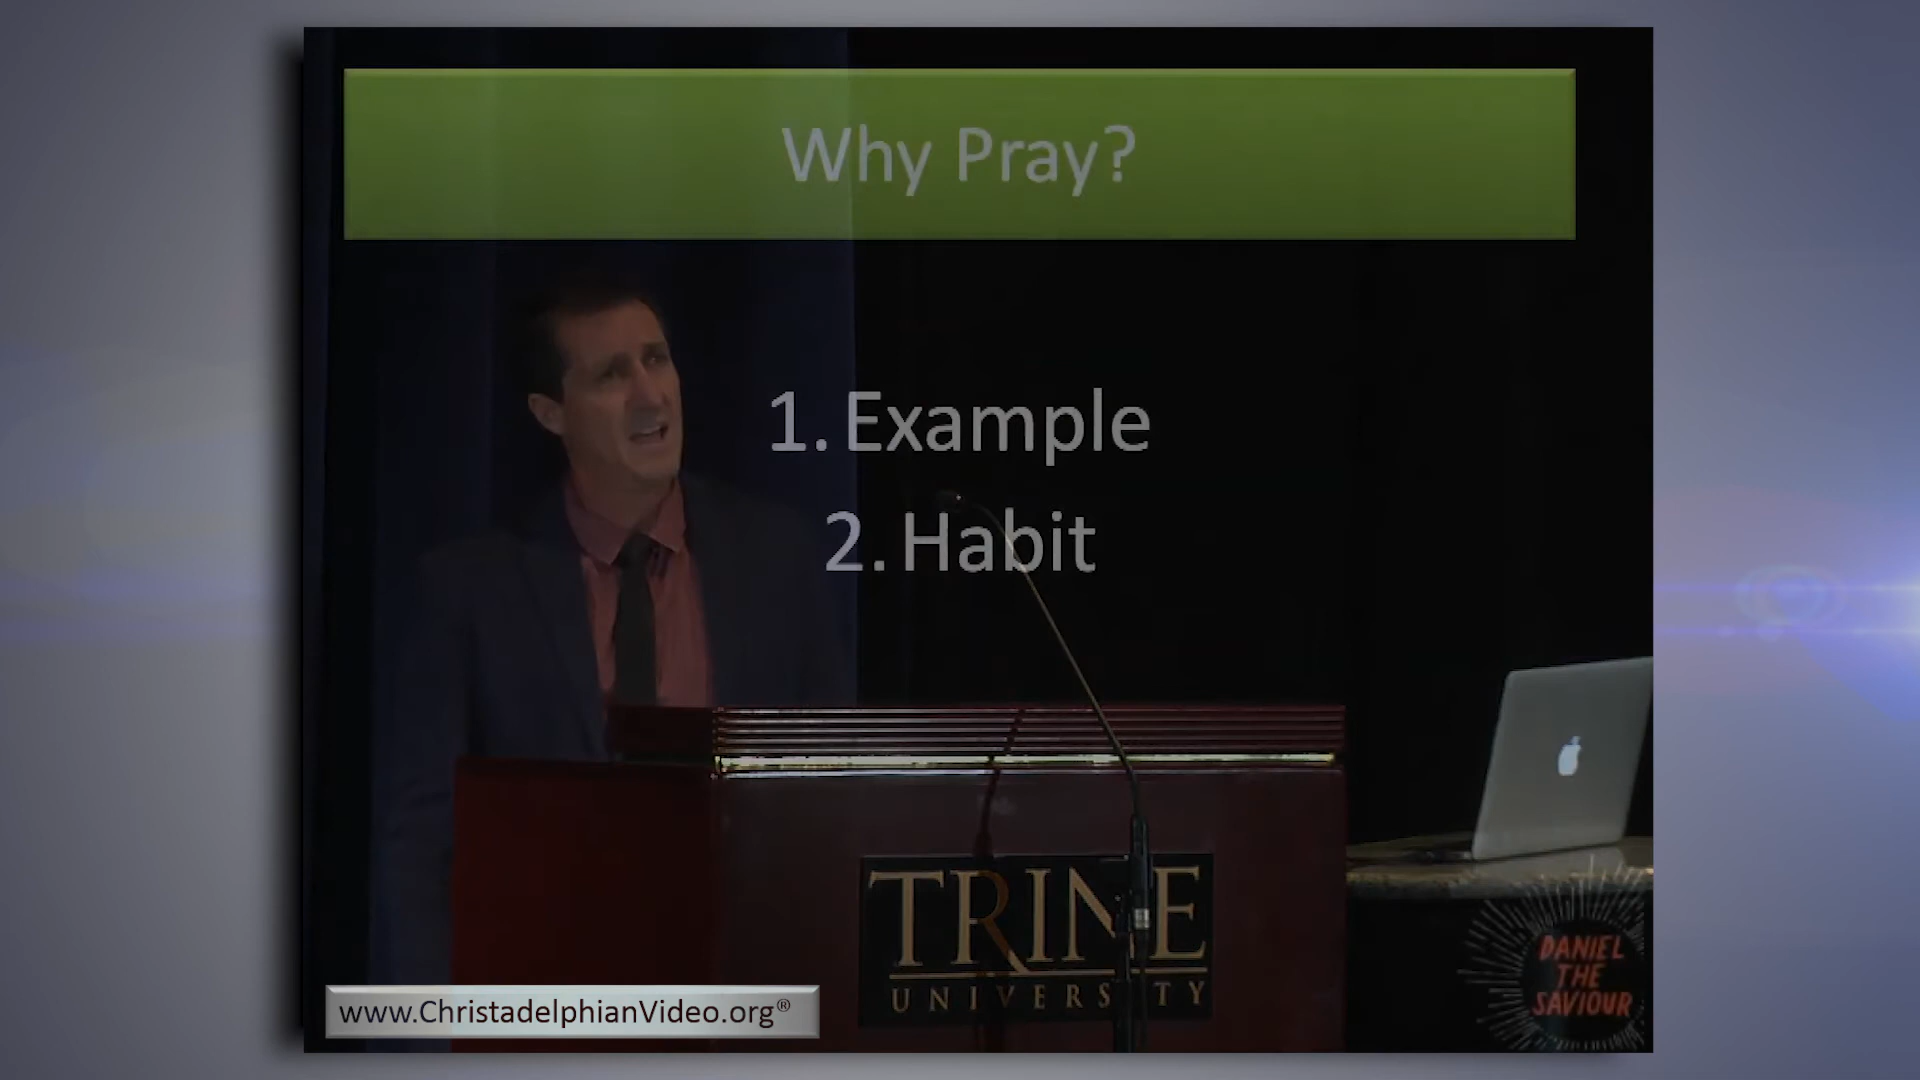 Why Pray?
1. Example
2. Habit
TRINE
UNIVERSITY
DANIEL
THE
SAVIOUR
www.ChristadelphianVideo.org®